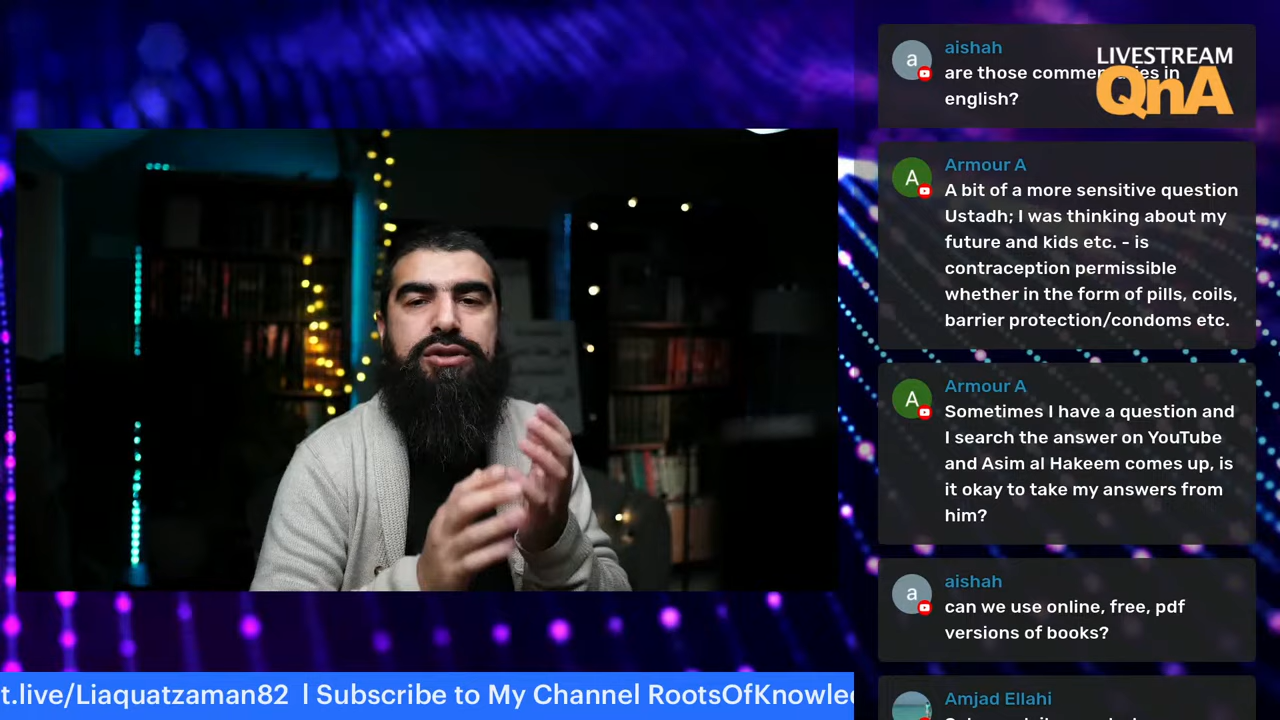 aishah
are those commentaries in
english?
LIVESTREAM
QnA
Armour A
A bit of a more sensitive question
Ustadh; I was thinking about my
future and kids etc. - is
contraception permissible
whether in the form of pills, coils,
barrier protection/condoms etc.
Armour A
Sometimes I have a question and
I search the answer on YouTube
and Asim al Hakeem comes up, is
it okay to take my answers from
him?
aishah
can we use online, free, pdf
versions of books?
Amjad Ellahi
t.live/Liaquatzaman82 | Subscribe to My Channel RootsOfKnowle